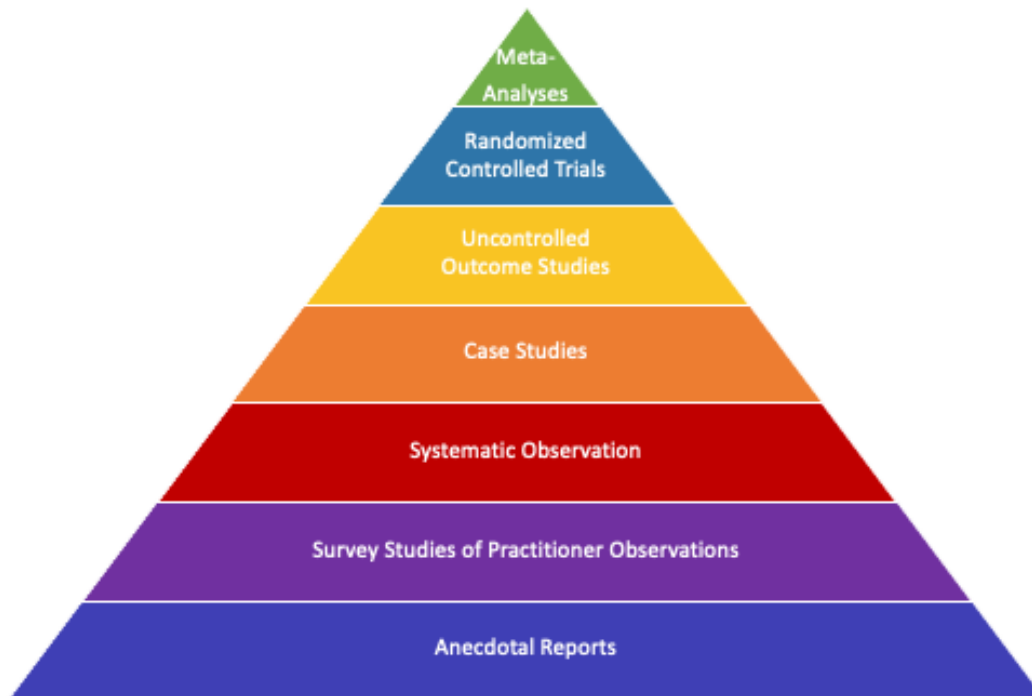 Meta-
Analyses
Randomized
Controlled Trials
Uncontrolled
Outcome Studies
Case Studies
Systematic Observation
Survey Studies of Practitioner Observations
Anecdotal Reports